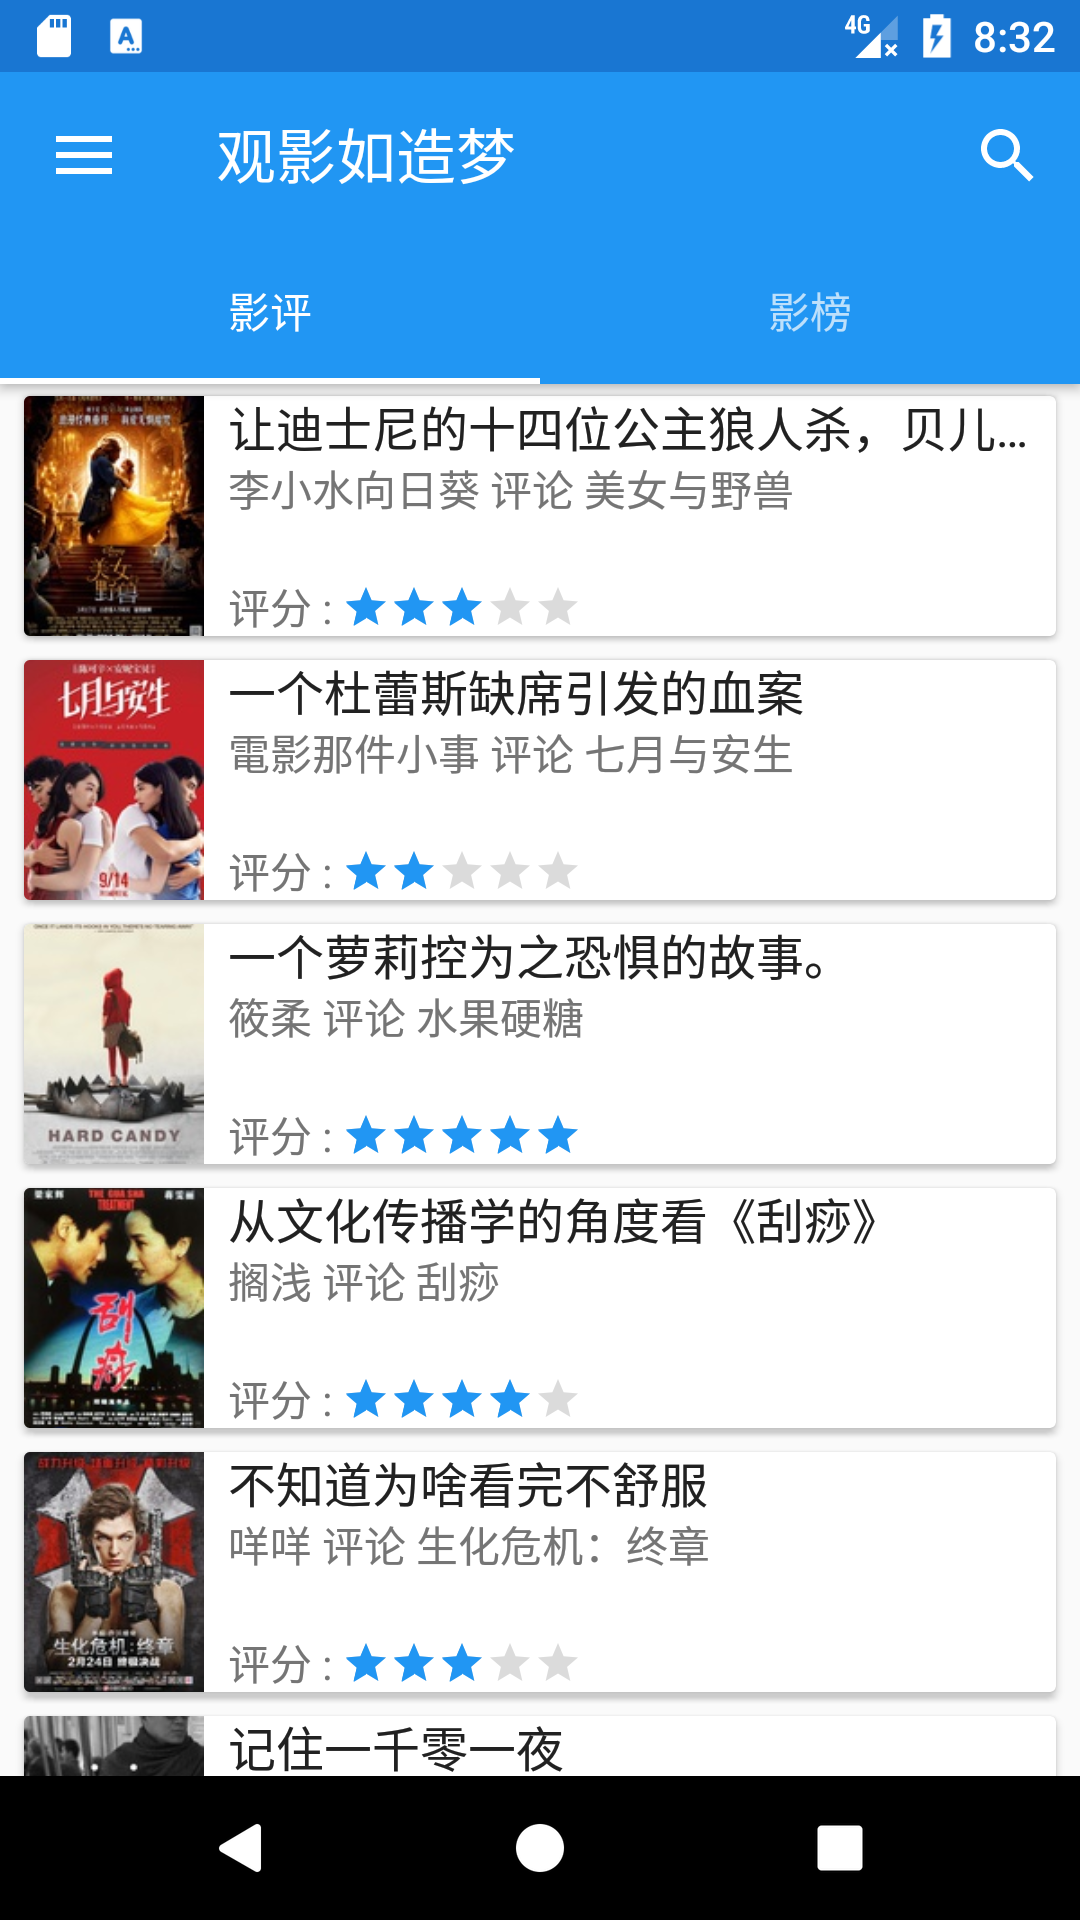 4G 8:32
观影如造梦
影评 影榜
让迪士尼的十四位公主狼人杀，贝儿...
李小水向日葵 评论 美女与野兽
美女
野兽
评分 :
一个杜蕾斯缺席引发的血案
電影那件小事 评论 七月与安生
七月与安生
9/14
评分 :
一个萝莉控为之恐惧的故事。
筱柔 评论 水果硬糖
HARD CANDY
评分 :
从文化传播学的角度看《刮痧》
搁浅 评论 刮痧
THE GUA SHA
TREATMENT
刮痧
评分 :
不知道为啥看完不舒服
咩咩 评论 生化危机：终章
生化危机:终章
2月24日 终极决战
评分 :
记住一千零一夜